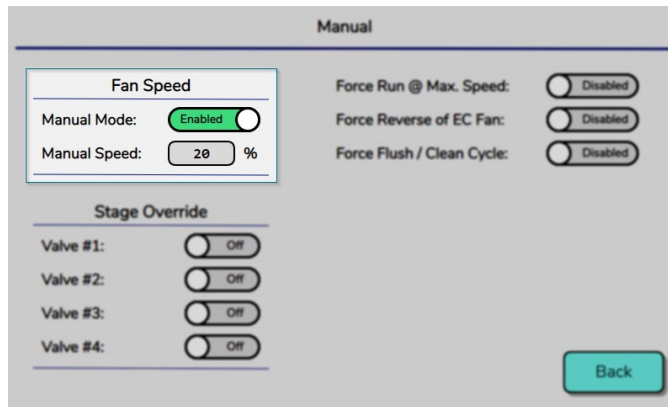 Manual
Fan Speed
Manual Mode: Enabled
Manual Speed: 20 %
Force Run @ Max. Speed: Disabled
Force Reverse of EC Fan: Disabled
Force Flush / Clean Cycle: Disabled
Stage Override
Valve #1: Off
Valve #2: Off
Valve #3: Off
Valve #4: Off
Back